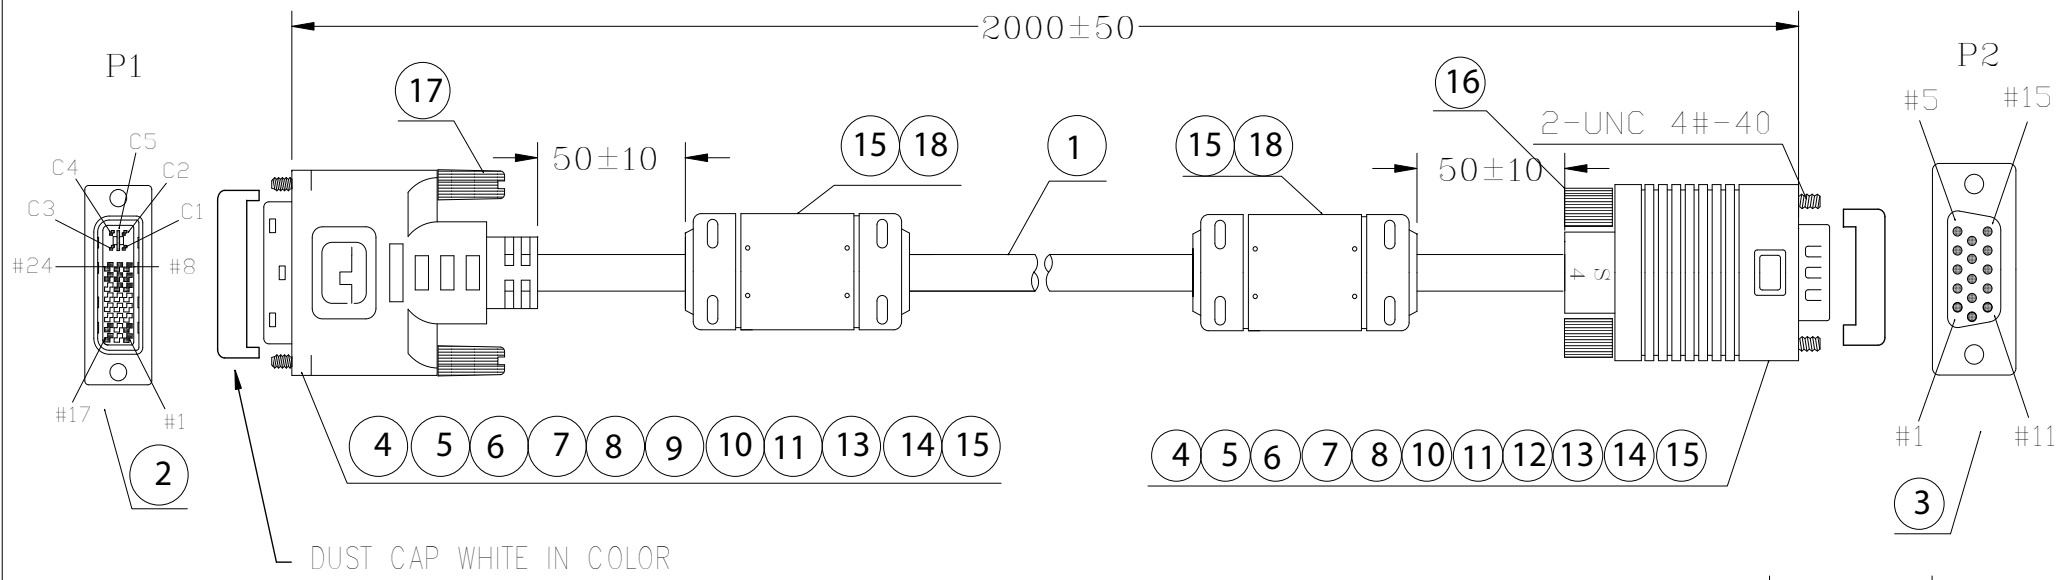 2000±50
P1
P2
17
16
#5
#15
2-UNC 4#-40
15 18
1
15 18
50±10
50±10
C5
C4
C2
C3
C1
#24
#8
S
4
#17
#1
#1
#11
4 5 6 7 8 9 10 11 13 14 15
4 5 6 7 8 10 11 12 13 14 15
2
3
DUST CAP WHITE IN COLOR